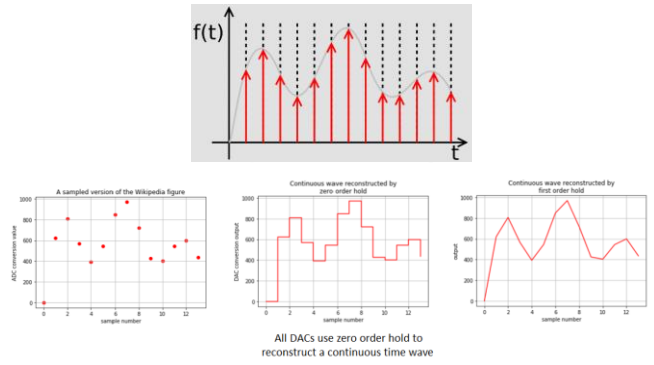 f(t)
t
A sampled version of the Wikipedia figure
1000
800
600
400
200
0
ADC conversion value
0 2 4 6 8 10 12
sample number
Continuous wave reconstructed by
zero order hold
1000
800
600
400
200
0
DAC conversion output
0 2 4 6 8 10 12
sample number
Continuous wave reconstructed by
first order hold
1000
800
600
400
200
0
output
0 2 4 6 8 10 12
sample number
All DACs use zero order hold to
reconstruct a continuous time wave